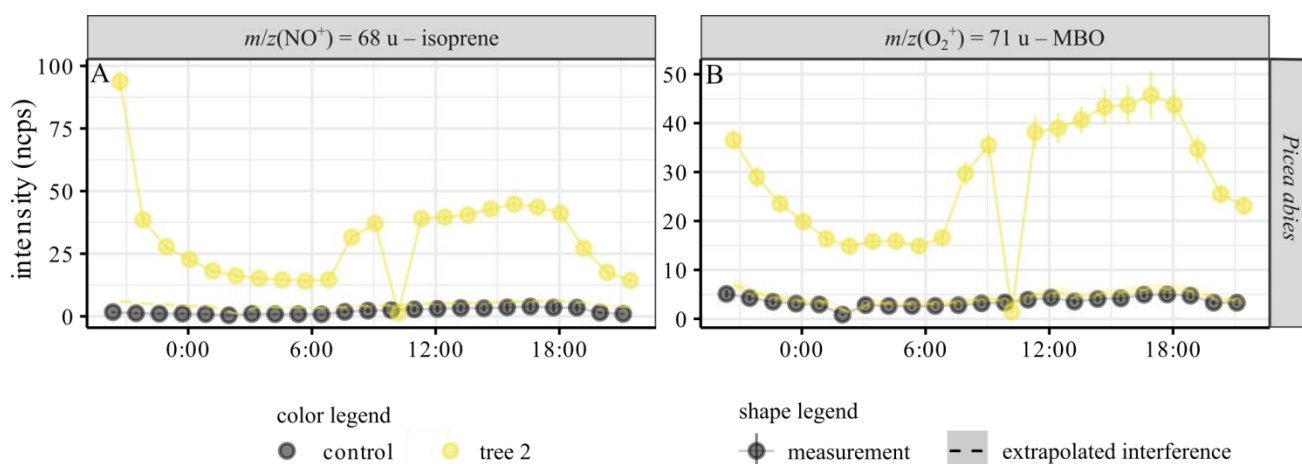 m/z(NO⁺) = 68 u – isoprene
m/z(O₂⁺) = 71 u – MBO
A
B
intensity (ncps)
100
75
50
25
0
50
40
30
20
10
0
Picea abies
0:00
6:00
12:00
18:00
0:00
6:00
12:00
18:00
color legend
control
tree 2
shape legend
measurement
extrapolated interference